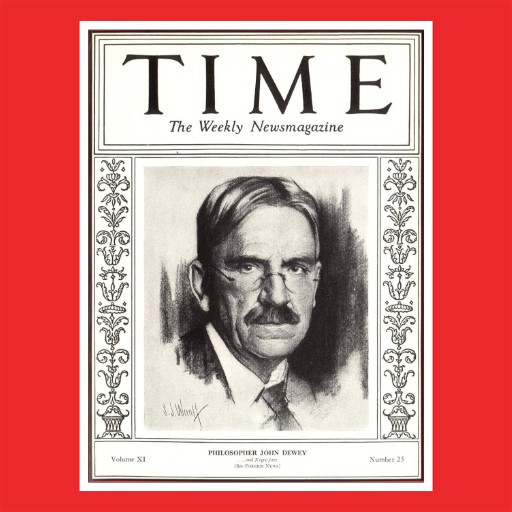 TIME
The Weekly Newsmagazine
PHILOSOPHER JOHN DEWEY
Volume XI
Number 23